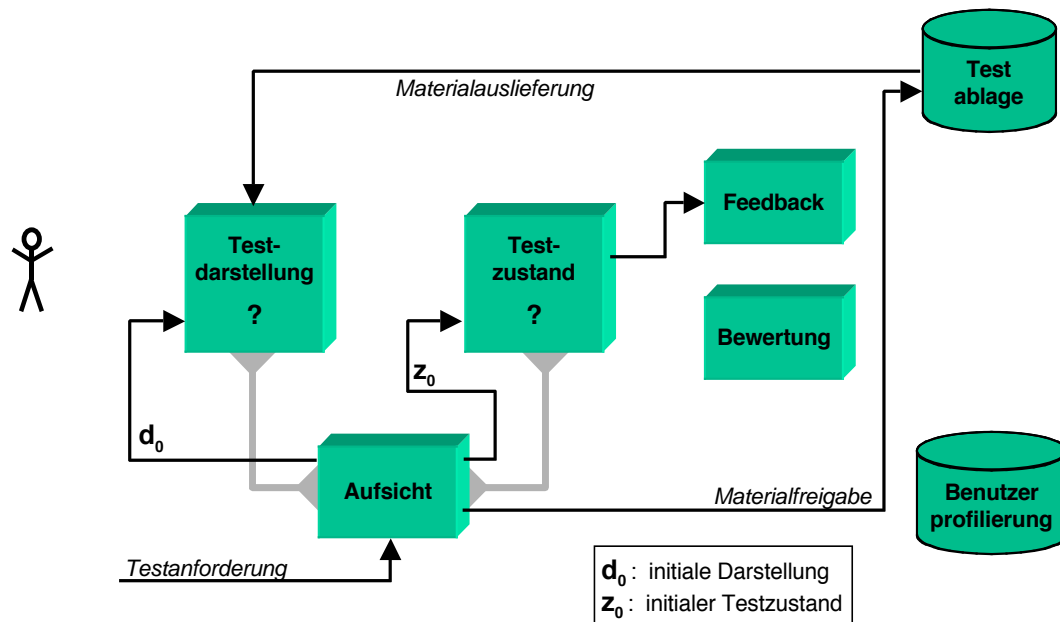 Test
ablage
Materialauslieferung
Feedback
Test-
darstellung
?
Test-
zustand
?
Bewertung
z0
d0
Aufsicht
Materialfreigabe
Benutzer
profilierung
Testanforderung
d0 : initiale Darstellung
z0 : initialer Testzustand